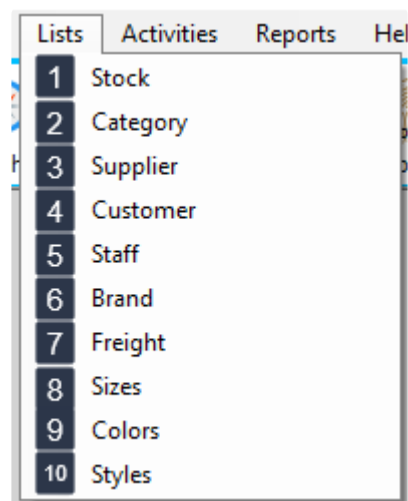 Lists Activities Reports Hel
1 Stock
2 Category
3 Supplier
4 Customer
5 Staff
6 Brand
7 Freight
8 Sizes
9 Colors
10 Styles